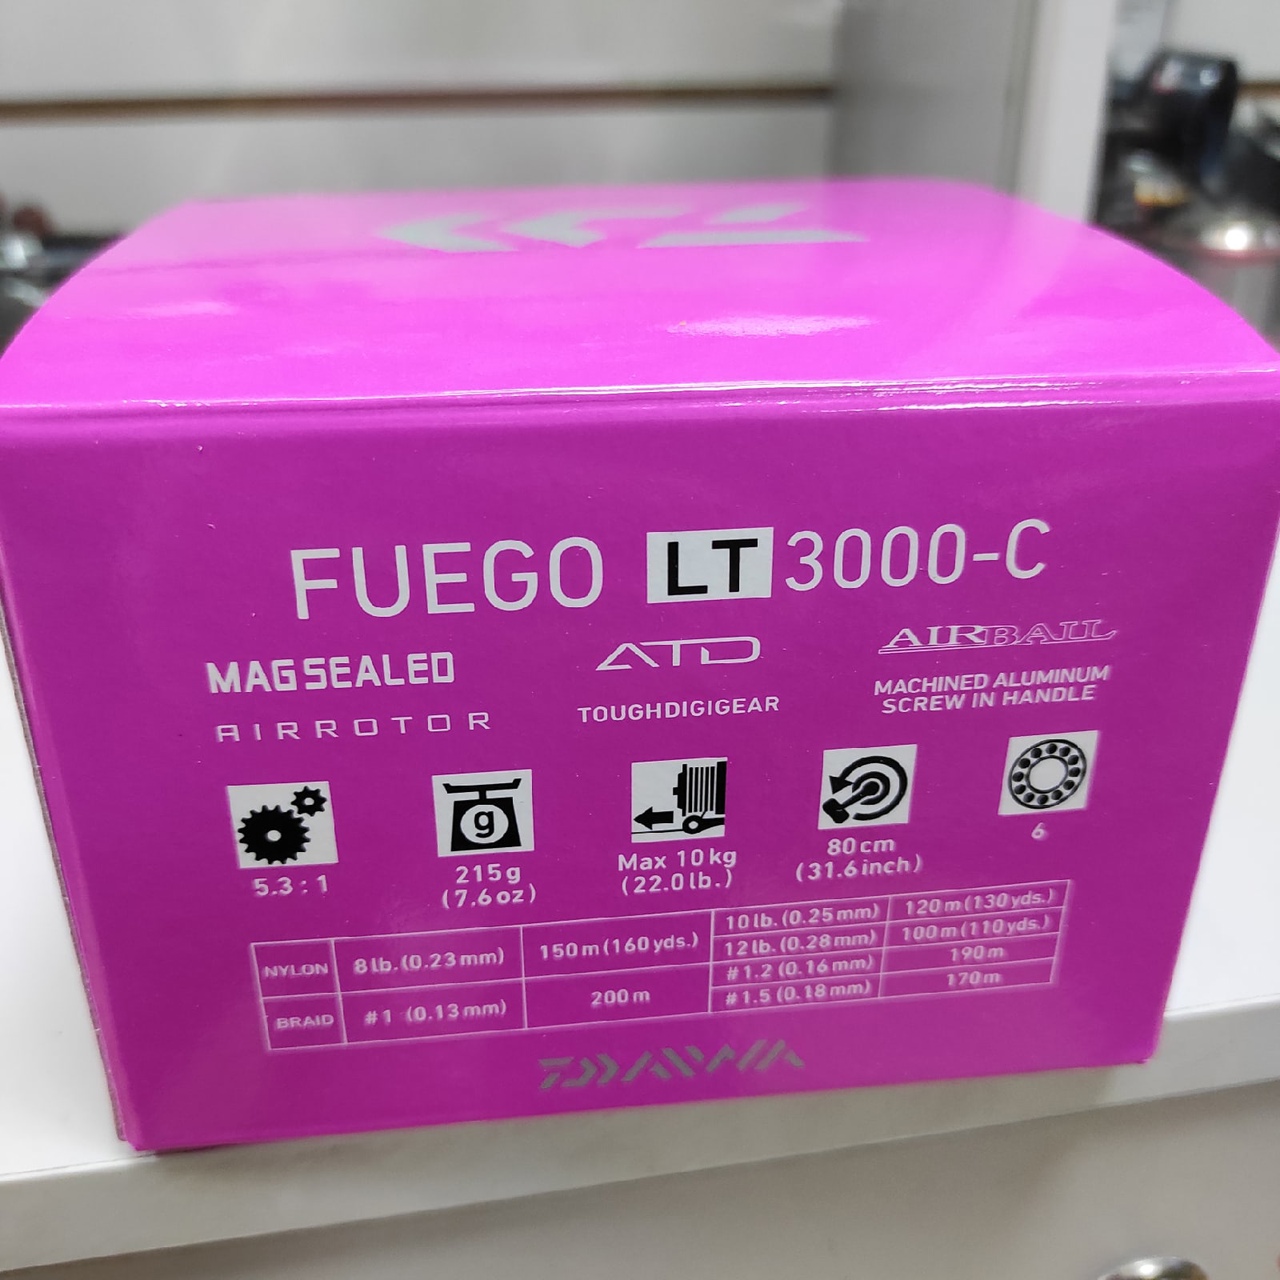 FUEGO LT 3000-C
MAGSEALED ATD AIRBAIL
AIRROTOR TOUGHDIGIGEAR MACHINED ALUMINUM
SCREW IN HANDLE
g
5.3 : 1 215g Max 10kg 80cm 6
(7.6oz) (22.0lb.) (31.6inch)
NYLON 8lb.(0.23mm) 150m(160yds.) 10lb.(0.25mm) 120m(130yds.)
12lb.(0.28mm) 100m(110yds.)
BRAID #1 (0.13mm) 200m #1.2 (0.16mm) 190m
#1.5 (0.18mm) 170m
DAIWA